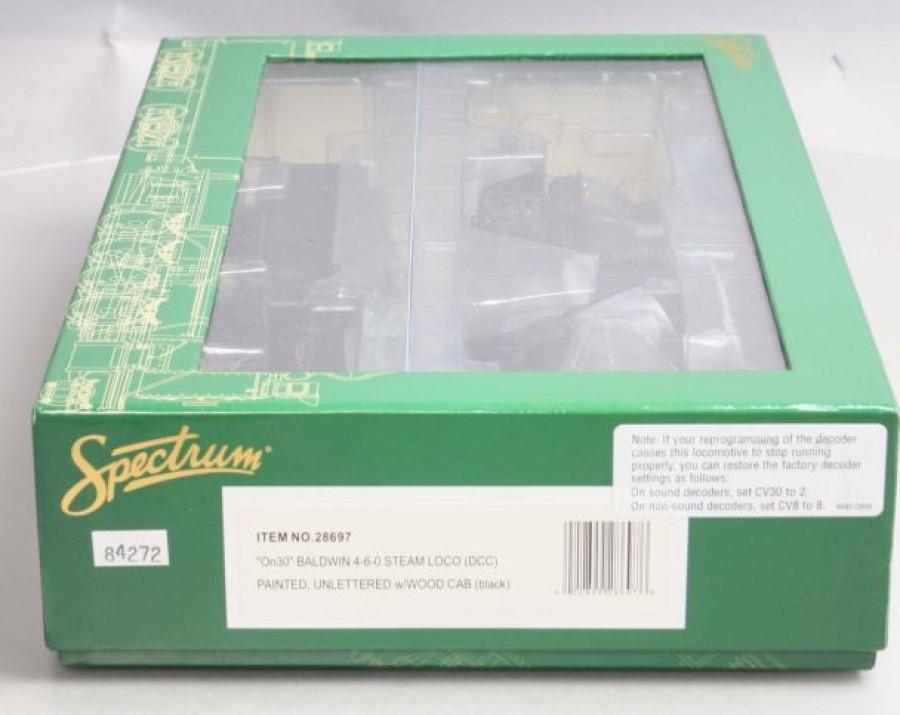 Spectrum
Note: If your reprogramming of the decoder
causes this locomotive to stop running
properly, you can restore the factory decoder
settings as follows:
On sound decoders, set CV30 to 2.
On non-sound decoders, set CV8 to 8.
ITEM NO.28697
"On30" BALDWIN 4-6-0 STEAM LOCO (DCC)
PAINTED, UNLETTERED w/WOOD CAB (black)
84272